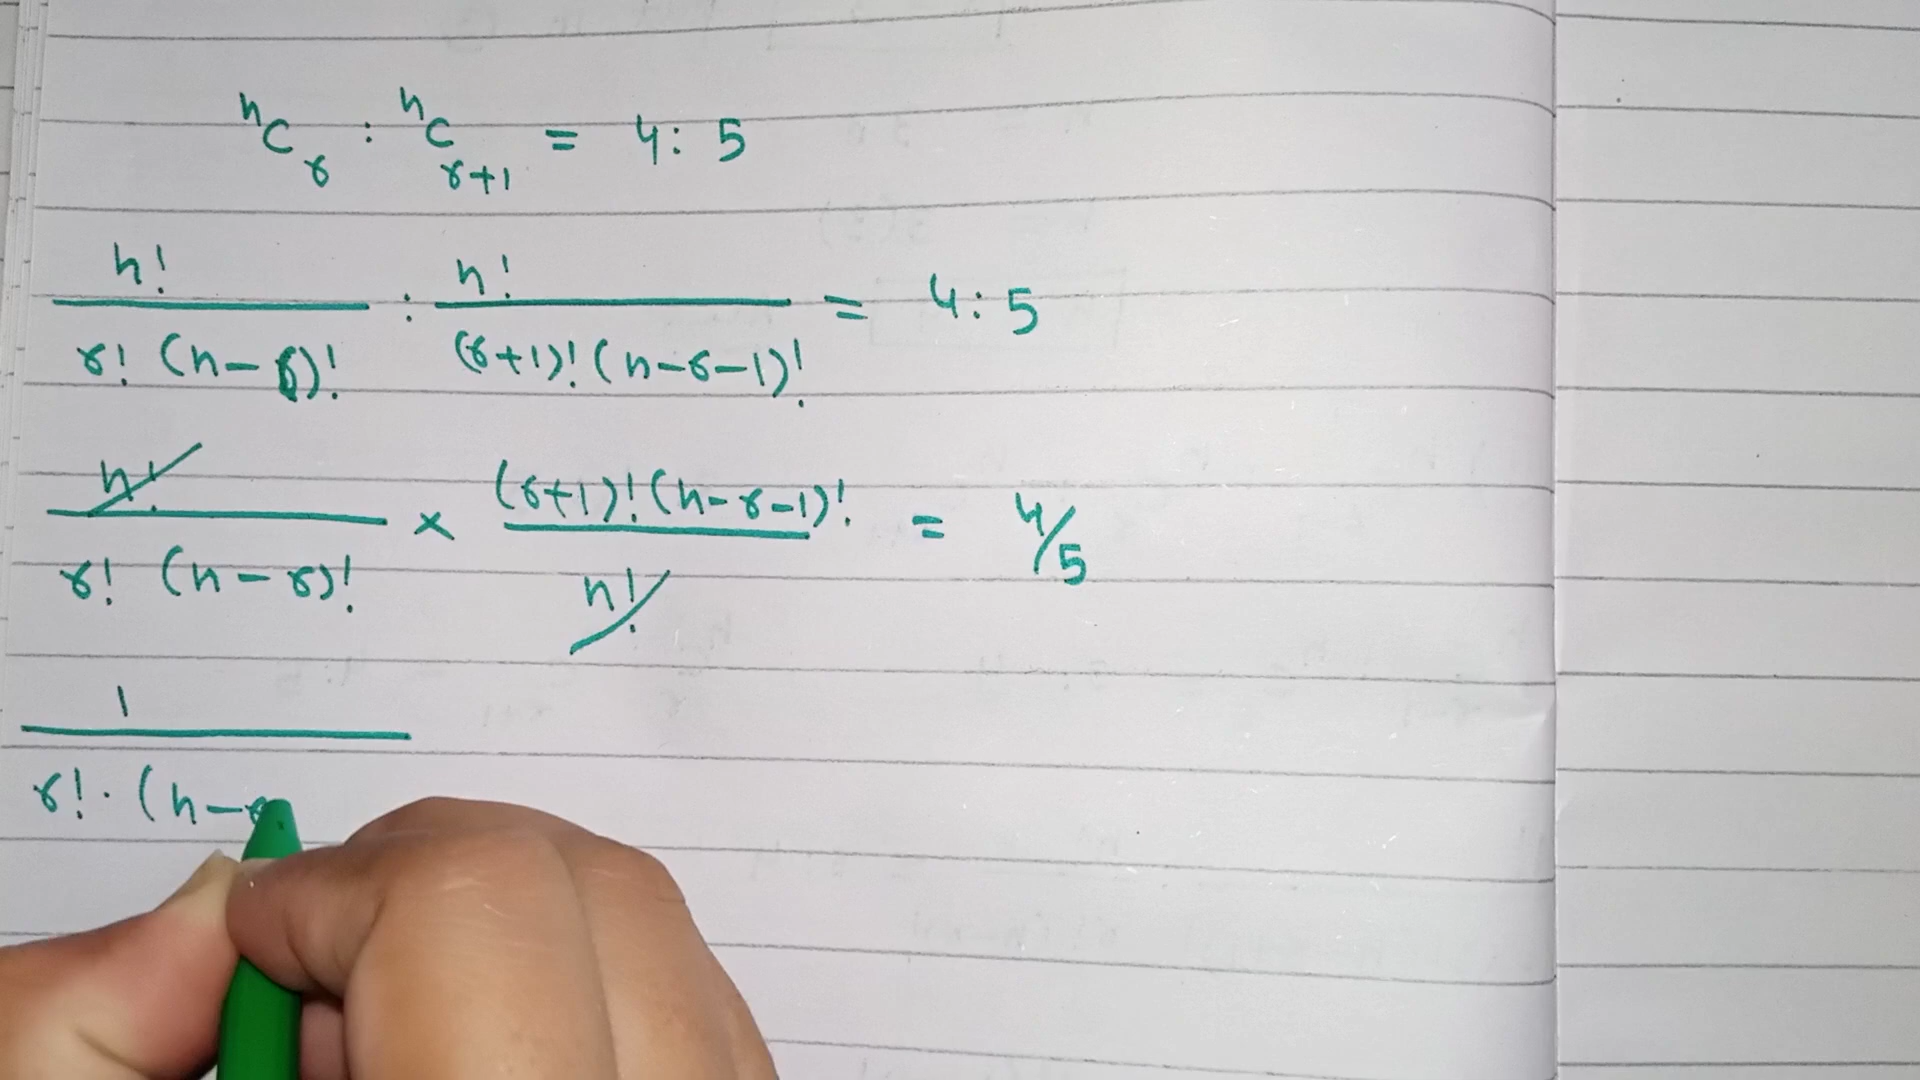 nCr : nCr+1 = 4 : 5
n! / r! (n-r)! : n! / (r+1)! (n-r-1)! = 4 : 5
n! / r! (n-r)! × (r+1)! (n-r-1)! / n! = 4/5
1 / r! · (n-r